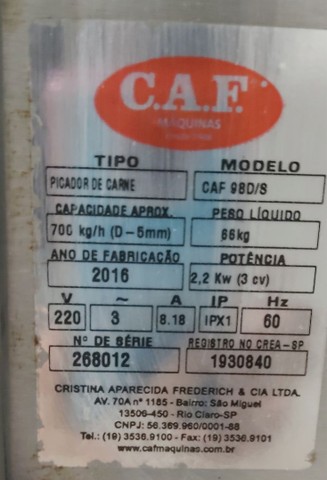 C.A.F.
MÁQUINAS
TIPO MODELO
PICADOR DE CARNE CAF 98D/S
CAPACIDADE APROX. PESO LÍQUIDO
700 kg/h (D-5mm) 66kg
ANO DE FABRICAÇÃO POTÊNCIA
2016 2,2 Kw (3 cv)
V ~ A IP Hz
220 3 8.18 IPX1 60
Nº DE SÉRIE REGISTRO NO CREA-SP
268012 1930840
CRISTINA APARECIDA FREDERICH & CIA LTDA.
AV. 70A nº 1185 - Bairro: São Miguel
13506-450 - Rio Claro-SP
CNPJ: 56.369.960/0001-88
Tel.: (19) 3536.9100 - Fax: (19) 3536.9101
www.cafmaquinas.com.br